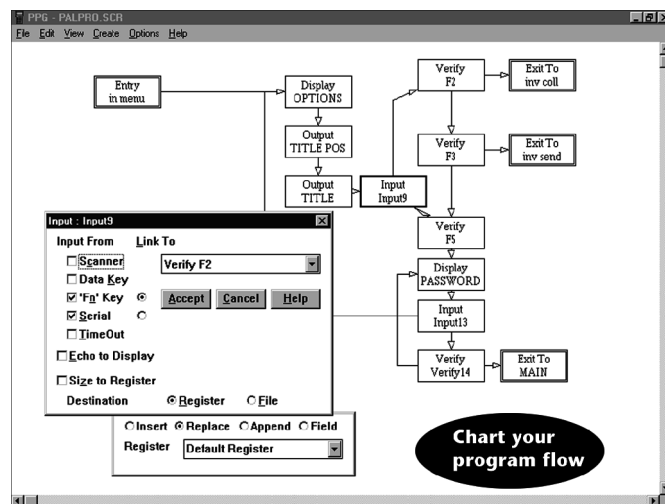 PPG - PALPRO.SCR
File Edit View Create Options Help
Entry
in menu
Display
OPTIONS
Output
TITLE POS
Output
TITLE
Input
Input9
Verify
F2
Exit To
inv coll
Verify
F3
Exit To
inv send
Verify
F5
Display
PASSWORD
Input
Input13
Verify
Verify14
Exit To
MAIN
Input : Input9
Input From Link To
Scanner
Verify F2
Data Key
'Fn' Key
Accept Cancel Help
Serial
TimeOut
Echo to Display
Size to Register
Destination Register File
Insert Replace Append Field
Register Default Register
Chart your
program flow